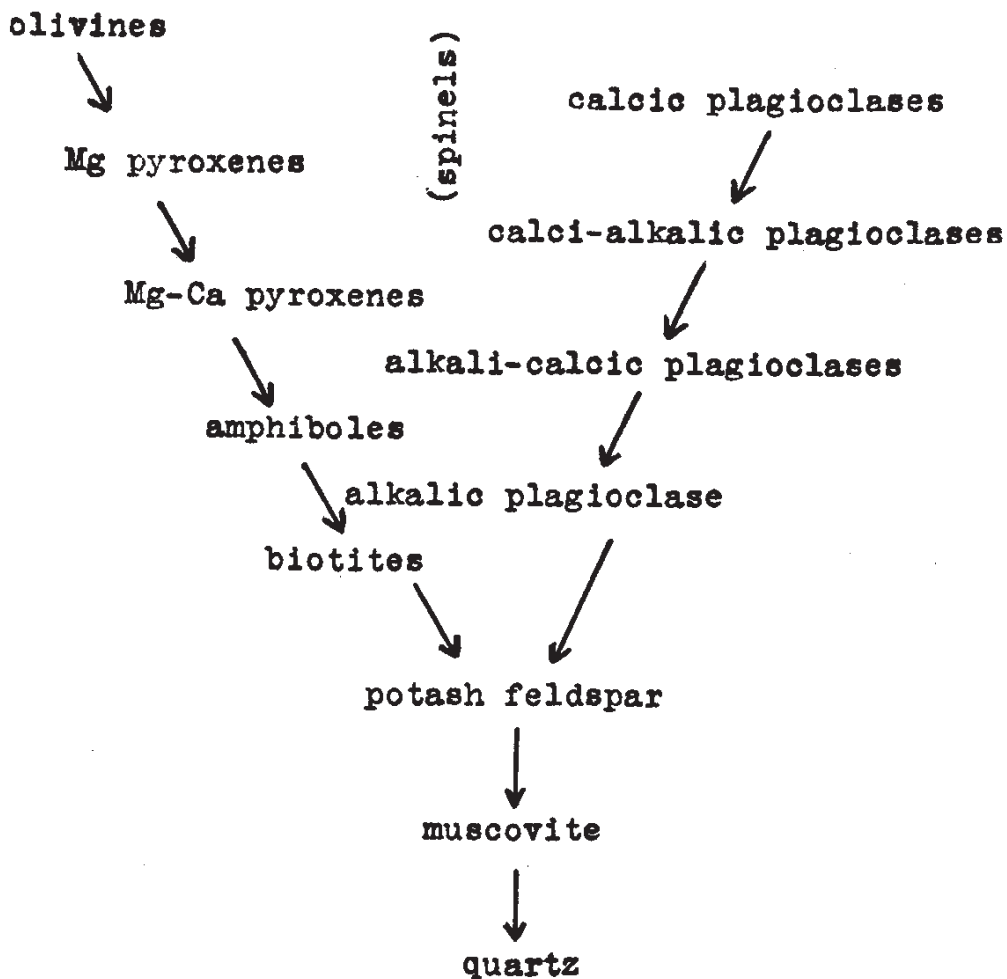 olivines
(spinels)
calcic plagioclases
Mg pyroxenes
calci-alkalic plagioclases
Mg-Ca pyroxenes
alkali-calcic plagioclases
amphiboles
alkalic plagioclase
biotites
potash feldspar
muscovite
quartz